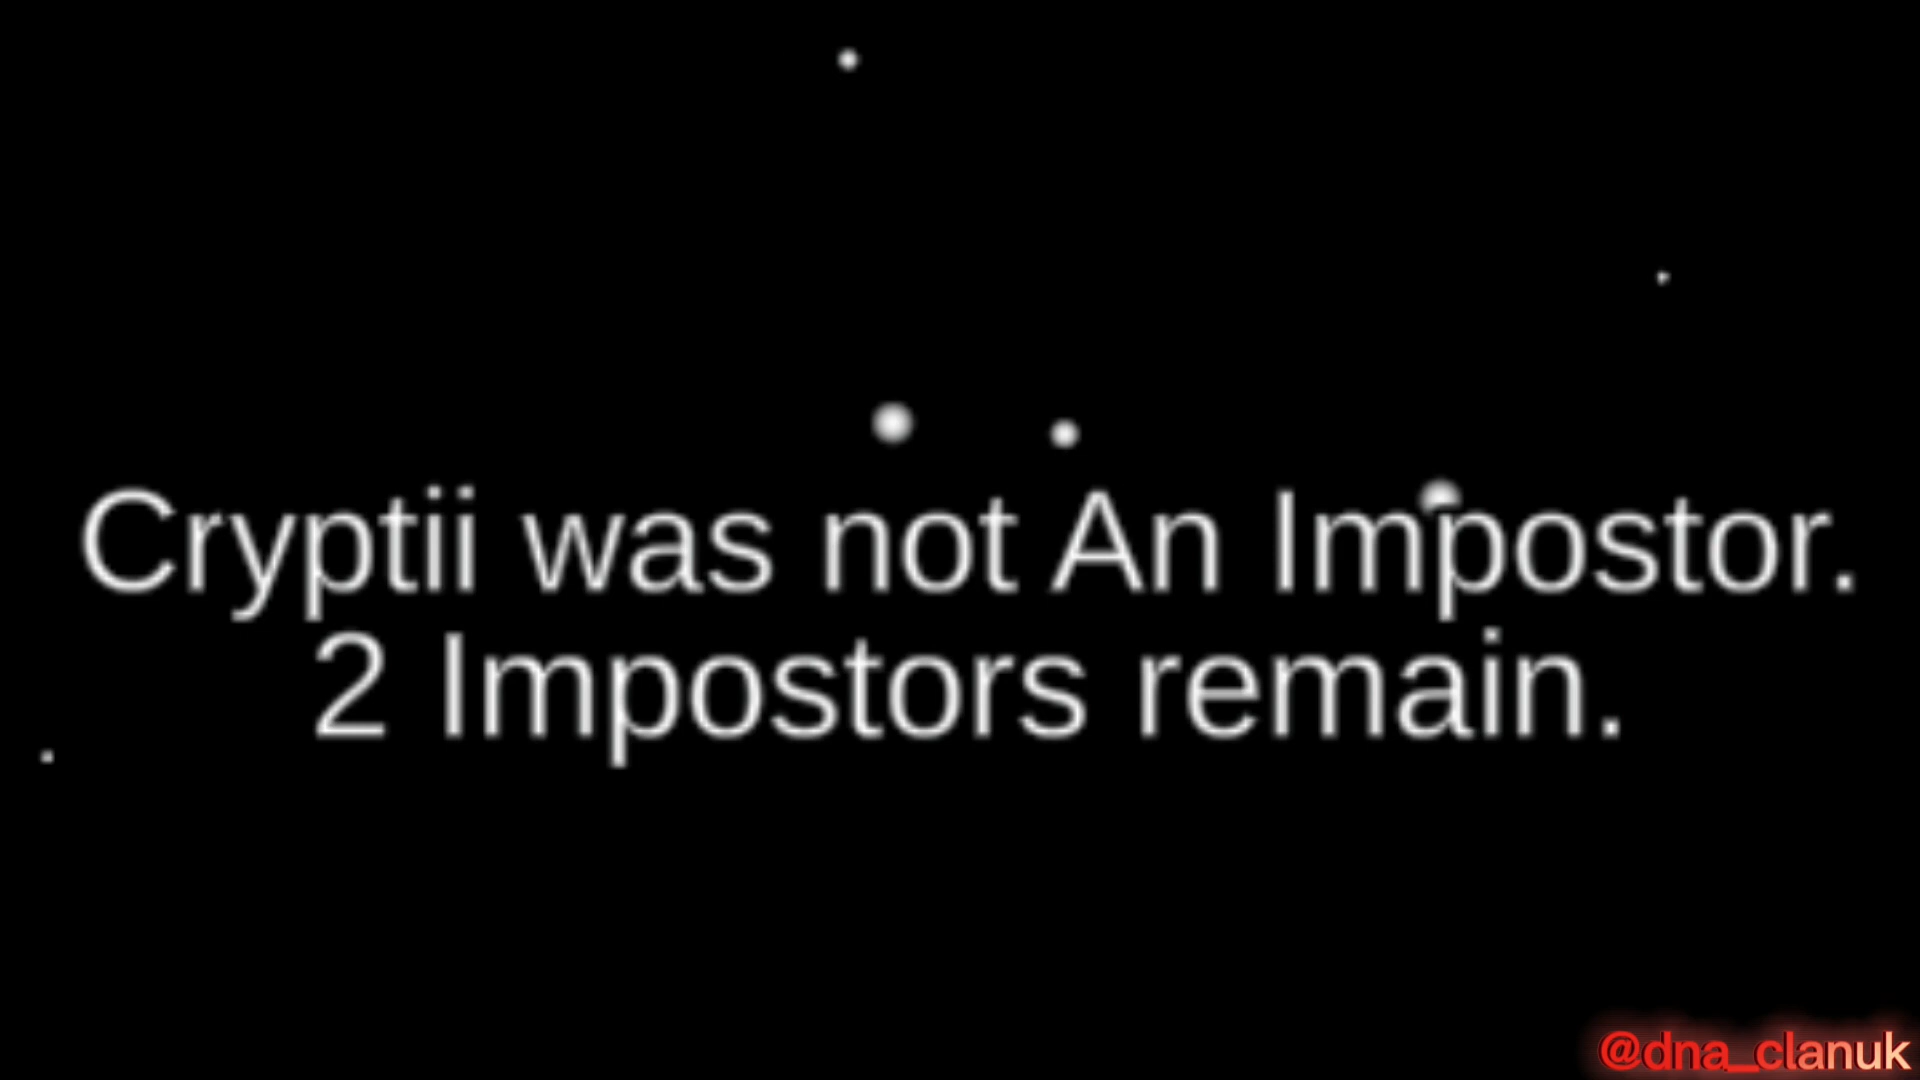 Cryptii was not An Impostor.
2 Impostors remain.
@dna_clanuk